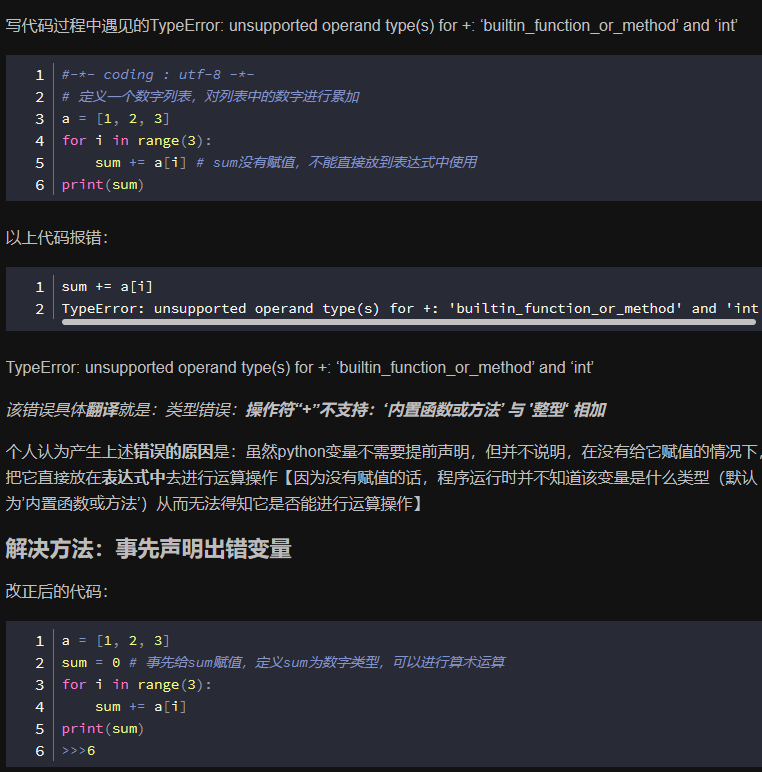 写代码过程中遇见的TypeError: unsupported operand type(s) for +: ‘builtin_function_or_method’ and ‘int’
1 #-*- coding : utf-8 -*-
2 # 定义一个数字列表，对列表中的数字进行累加
3 a = [1, 2, 3]
4 for i in range(3):
5     sum += a[i] # sum没有赋值，不能直接放到表达式中使用
6 print(sum)
以上代码报错：
1 sum += a[i]
2 TypeError: unsupported operand type(s) for +: 'builtin_function_or_method' and 'int
TypeError: unsupported operand type(s) for +: ‘builtin_function_or_method’ and ‘int’
该错误具体翻译就是：类型错误：操作符“+”不支持：‘内置函数或方法’ 与 '整型‘ 相加
个人认为产生上述错误的原因是：虽然python变量不需要提前声明，但并不说明，在没有给它赋值的情况下，
把它直接放在表达式中去进行运算操作【因为没有赋值的话，程序运行时并不知道该变量是什么类型（默认
为’内置函数或方法’）从而无法得知它是否能进行运算操作】
解决方法：事先声明出错变量
改正后的代码：
1 a = [1, 2, 3]
2 sum = 0 # 事先给sum赋值，定义sum为数字类型，可以进行算术运算
3 for i in range(3):
4     sum += a[i]
5 print(sum)
6 >>>6